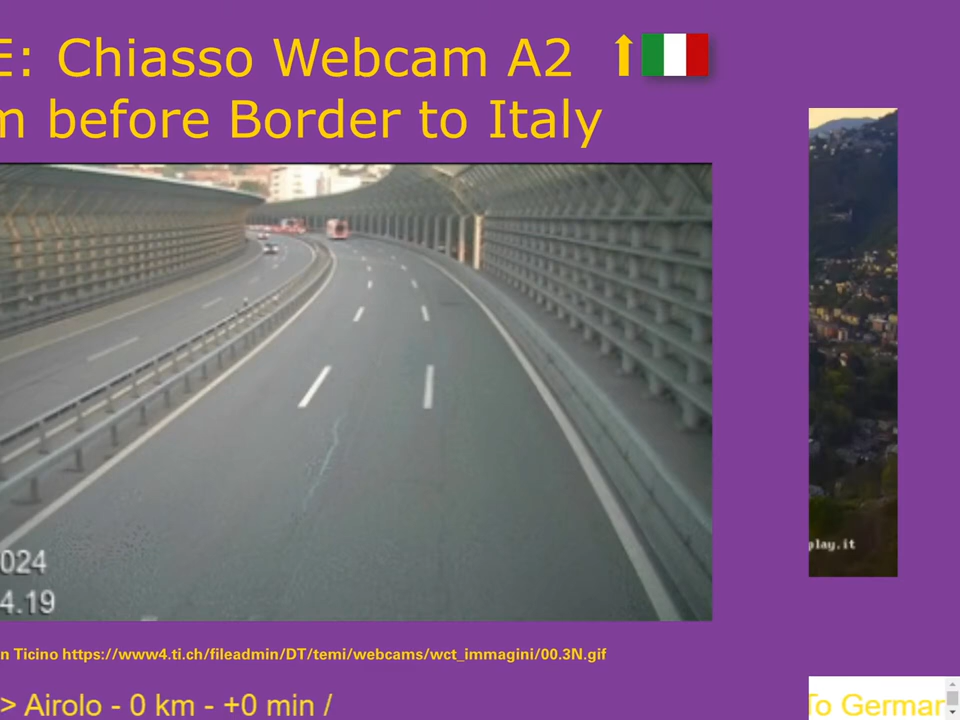 E: Chiasso Webcam A2
m before Border to Italy
play.it
024
4.19
n Ticino https://www4.ti.ch/fileadmin/DT/temi/webcams/wct_immagini/00.3N.gif
> Airolo - 0 km - +0 min /
To German